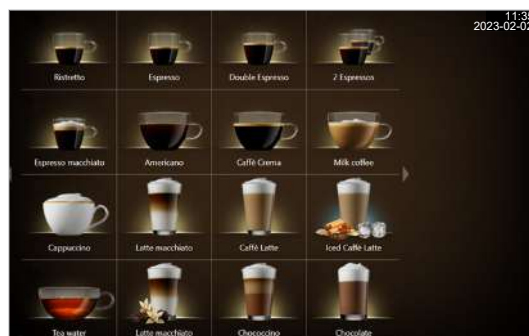 11:35
2023-02-02
Ristretto
Espresso
Double Espresso
2 Espressos
Espresso macchiato
Americano
Caffè Crema
Milk coffee
Cappuccino
Latte macchiato
Caffè Latte
Iced Caffè Latte
Tea water
Latte macchiato
Chococcino
Chocolate